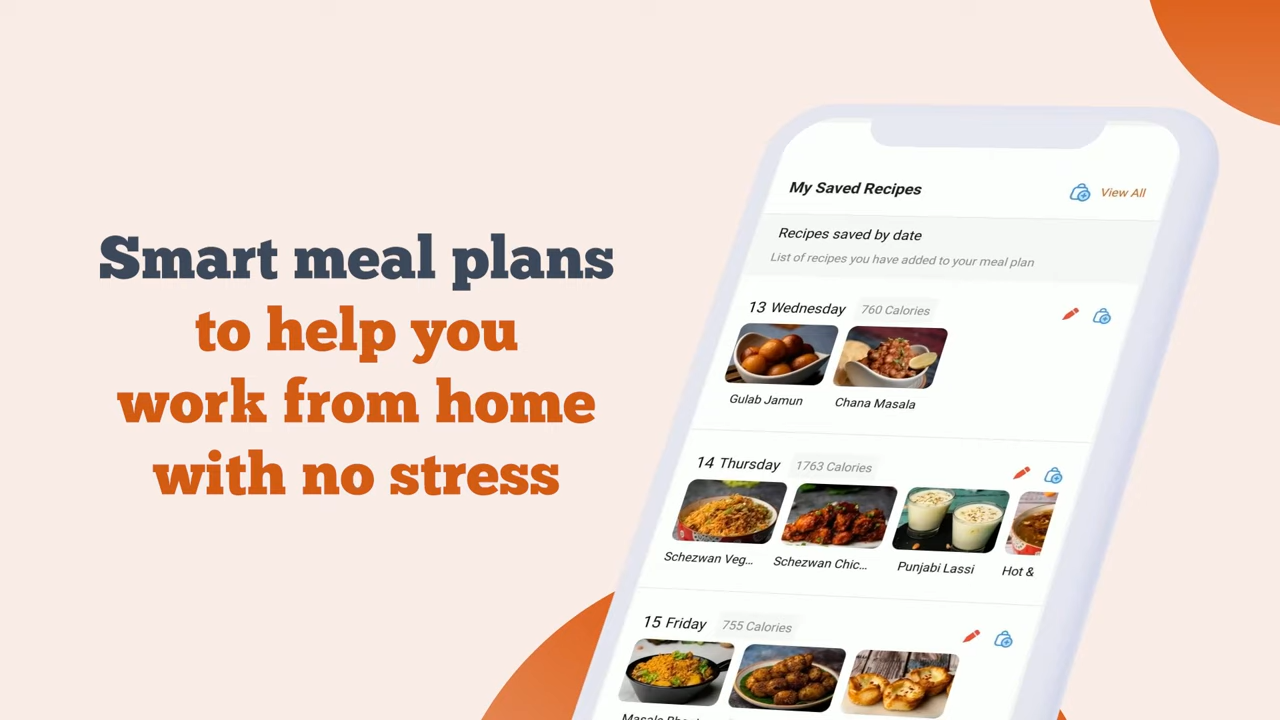 Smart meal plans
to help you
work from home
with no stress
My Saved Recipes
View All
Recipes saved by date
List of recipes you have added to your meal plan
13 Wednesday 760 Calories
Gulab Jamun Chana Masala
14 Thursday 1763 Calories
Schezwan Veg... Schezwan Chic... Punjabi Lassi Hot &
15 Friday 755 Calories
Masala